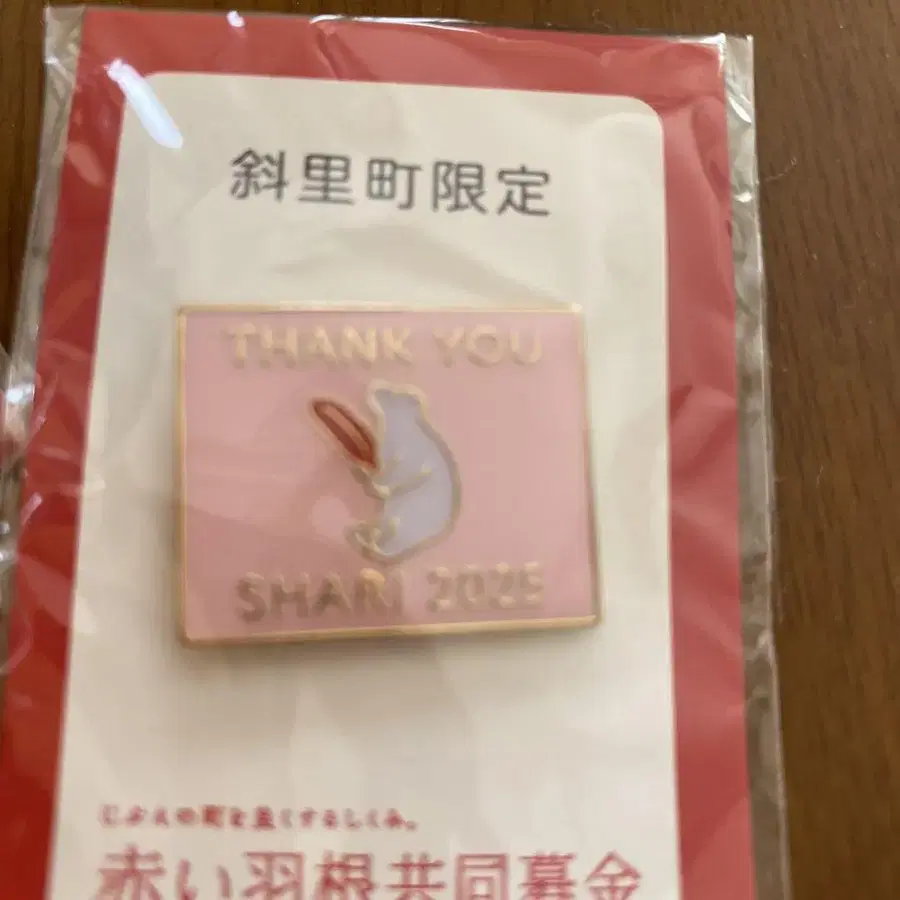 斜里町限定
THANK YOU
SHARI 2025
じぶんの町を良くするしくみ。
赤い羽根共同募金